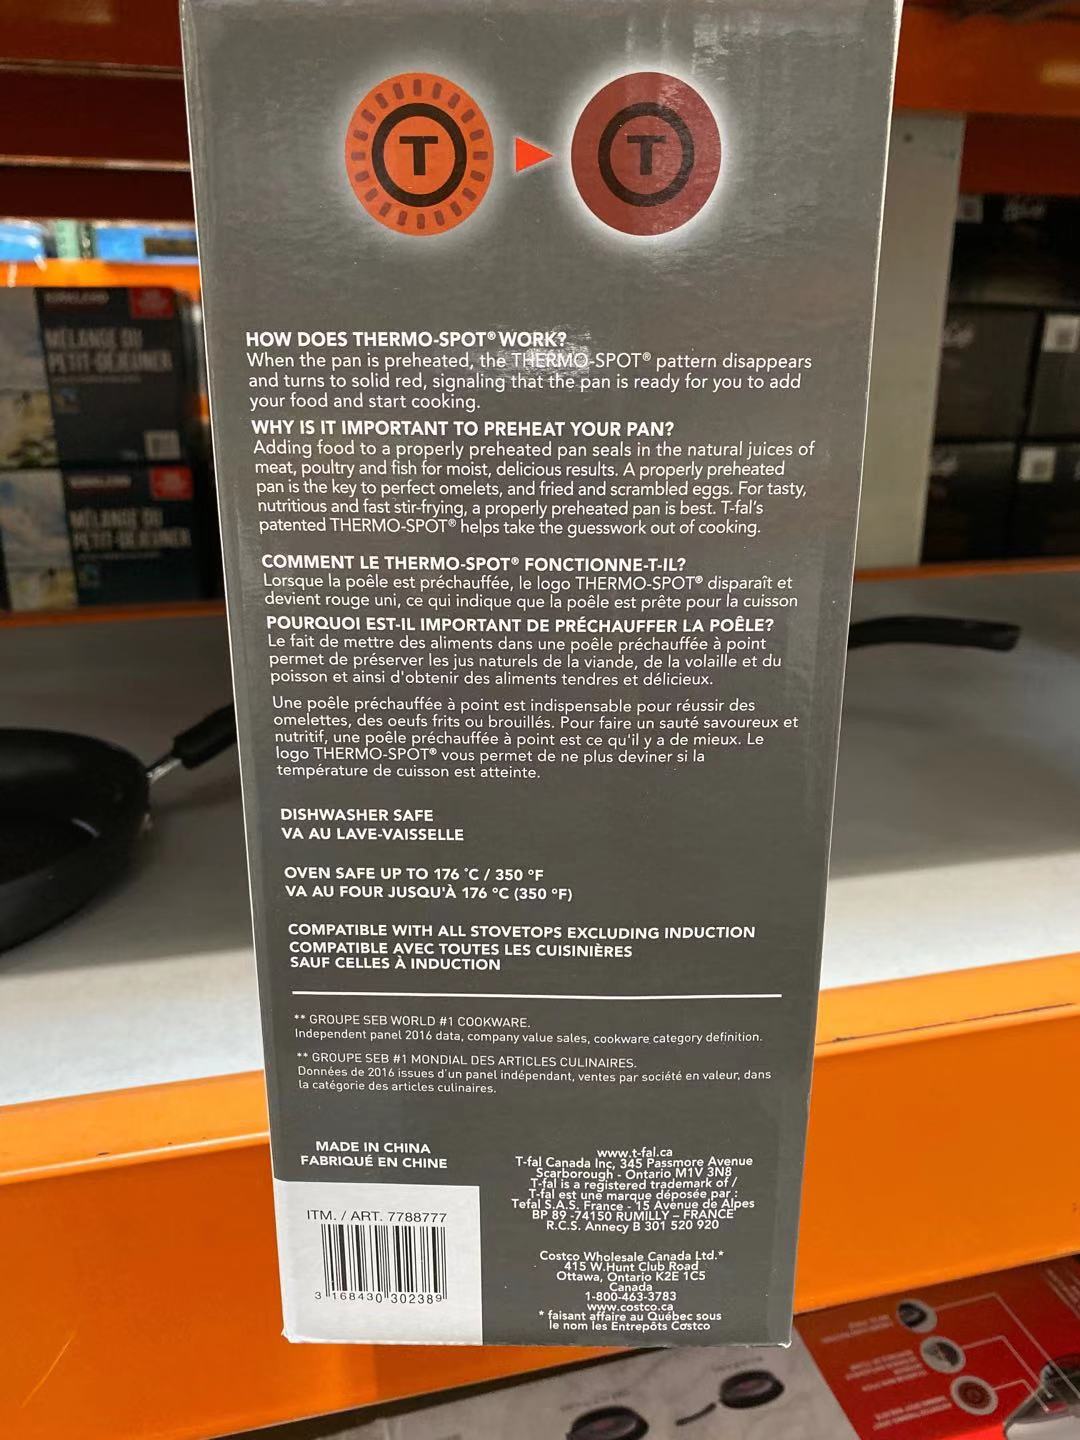 T
T
HOW DOES THERMO-SPOT® WORK?
When the pan is preheated, the THERMO-SPOT® pattern disappears
and turns to solid red, signaling that the pan is ready for you to add
your food and start cooking.
WHY IS IT IMPORTANT TO PREHEAT YOUR PAN?
Adding food to a properly preheated pan seals in the natural juices of
meat, poultry and fish for moist, delicious results. A properly preheated
pan is the key to perfect omelets, and fried and scrambled eggs. For tasty,
nutritious and fast stir-frying, a properly preheated pan is best. T-fal's
patented THERMO-SPOT® helps take the guesswork out of cooking.
COMMENT LE THERMO-SPOT® FONCTIONNE-T-IL?
Lorsque la poêle est préchauffée, le logo THERMO-SPOT® disparaît et
devient rouge uni, ce qui indique que la poêle est prête pour la cuisson
POURQUOI EST-IL IMPORTANT DE PRÉCHAUFFER LA POÊLE?
Le fait de mettre des aliments dans une poêle préchauffée à point
permet de préserver les jus naturels de la viande, de la volaille et du
poisson et ainsi d'obtenir des aliments tendres et délicieux.
Une poêle préchauffée à point est indispensable pour réussir des
omelettes, des oeufs frits ou brouillés. Pour faire un sauté savoureux et
nutritif, une poêle préchauffée à point est ce qu'il y a de mieux. Le
logo THERMO-SPOT® vous permet de ne plus deviner si la
température de cuisson est atteinte.
DISHWASHER SAFE
VA AU LAVE-VAISSELLE
OVEN SAFE UP TO 176 °C / 350 °F
VA AU FOUR JUSQU'À 176 °C (350 °F)
COMPATIBLE WITH ALL STOVETOPS EXCLUDING INDUCTION
COMPATIBLE AVEC TOUTES LES CUISINIÈRES
SAUF CELLES À INDUCTION
** GROUPE SEB WORLD #1 COOKWARE.
Independent panel 2016 data, company value sales, cookware category definition.
** GROUPE SEB #1 MONDIAL DES ARTICLES CULINAIRES.
Données de 2016 issues d'un panel indépendant, ventes par société en valeur, dans
la catégorie des articles culinaires.
MADE IN CHINA
FABRIQUÉ EN CHINE
ITM. / ART. 7788777
3 168430 302389
www.t-fal.ca
T-fal Canada Inc, 345 Passmore Avenue
Scarborough - Ontario M1V 3N8
T-fal is a registered trademark of /
T-fal est une marque déposée par :
Tefal S.A.S. France - 15 Avenue de Alpes
BP 89 -74150 RUMILLY – FRANCE
R.C.S. Annecy B 301 520 920
Costco Wholesale Canada Ltd.*
415 W.Hunt Club Road
Ottawa, Ontario K2E 1C5
Canada
1-800-463-3783
www.costco.ca
* faisant affaire au Québec sous
le nom les Entrepôts Costco
MÉLANGE DU
PETIT-DÉJEUNER
MÉLANGE DU
PETIT-DÉJEUNER